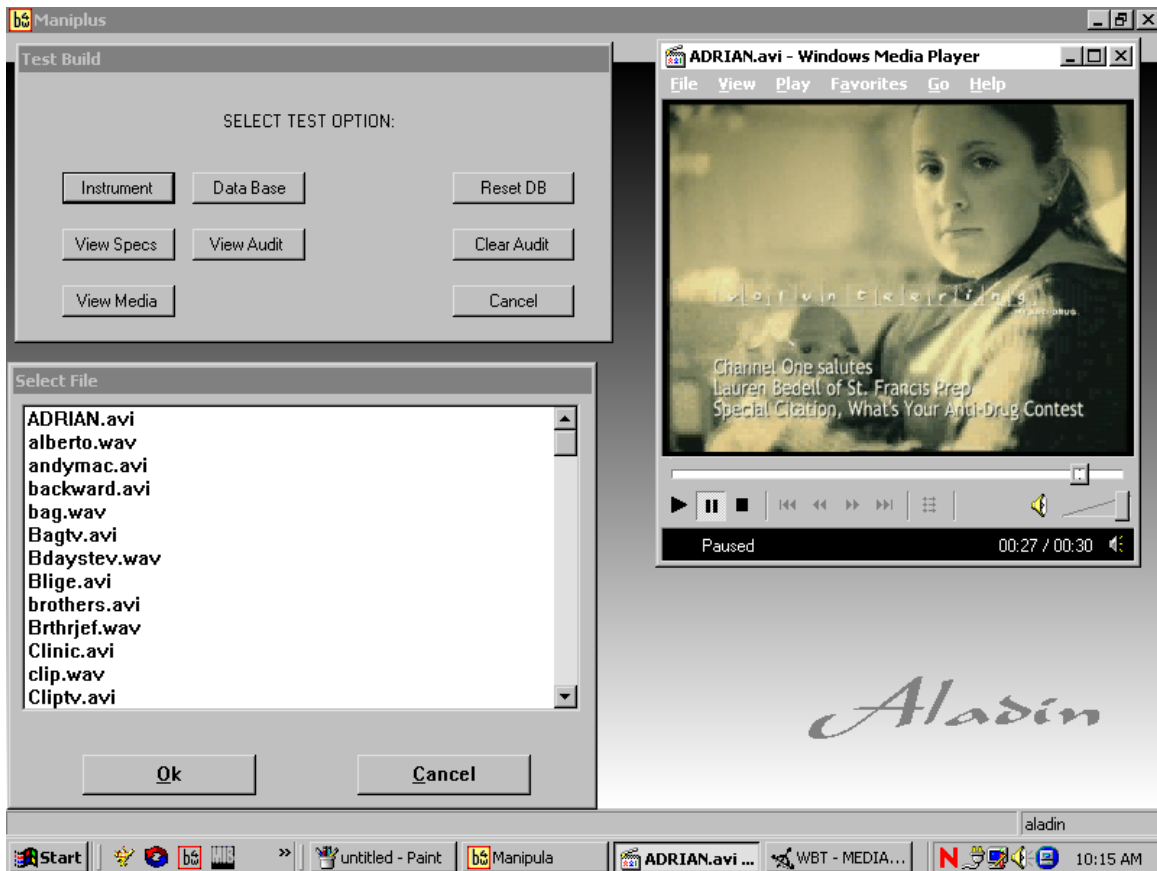 Maniplus
Test Build
SELECT TEST OPTION:
Instrument Data Base Reset DB
View Specs View Audit Clear Audit
View Media Cancel
Select File
ADRIAN.avi
alberto.wav
andymac.avi
backward.avi
bag.wav
Bagtv.avi
Bdaystev.wav
Blige.avi
brothers.avi
Brthrjef.wav
Clinic.avi
clip.wav
Cliptv.avi
Ok Cancel
ADRIAN.avi - Windows Media Player
File View Play Favorites Go Help
volunteering
MY ANTI-DRUG.
Channel One salutes
Lauren Bedell of St. Francis Prep
Special Citation, What's Your Anti-Drug Contest
Paused 00:27 / 00:30
Aladin
aladin
Start » untitled - Paint Manipula ADRIAN.avi ... WBT - MEDIA... 10:15 AM